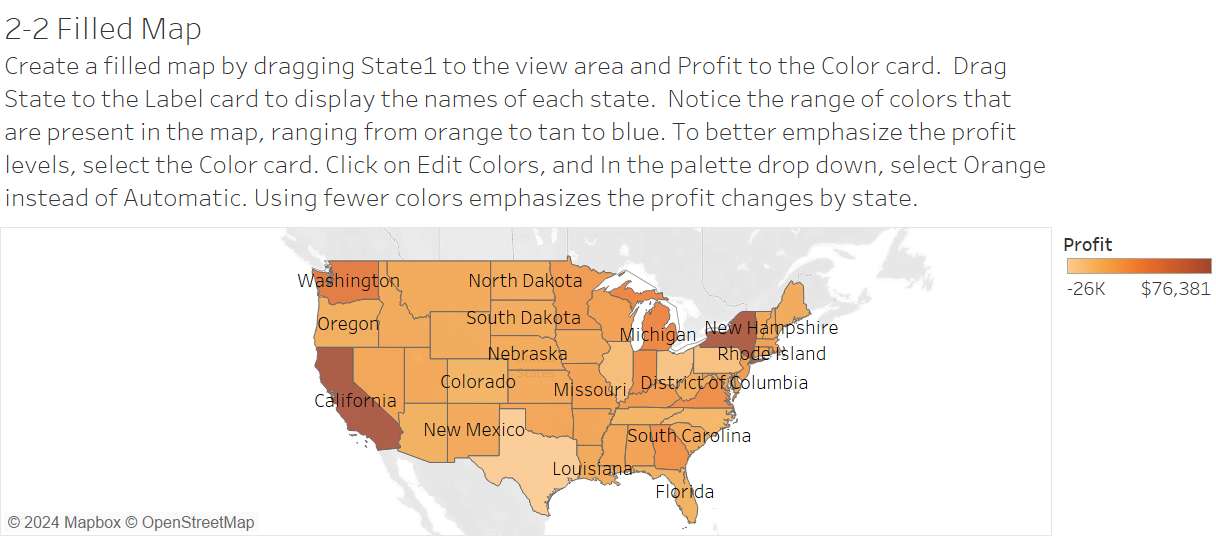 2-2 Filled Map
Create a filled map by dragging State1 to the view area and Profit to the Color card.  Drag
State to the Label card to display the names of each state.  Notice the range of colors that
are present in the map, ranging from orange to tan to blue. To better emphasize the profit
levels, select the Color card. Click on Edit Colors, and In the palette drop down, select Orange
instead of Automatic. Using fewer colors emphasizes the profit changes by state.
Profit
-26K $76,381
Washington
North Dakota
Oregon
South Dakota
Michigan
New Hampshire
Nebraska
Rhode Island
States
Colorado
Missouri
District of Columbia
California
New Mexico
South Carolina
Louisiana
Florida
© 2024 Mapbox © OpenStreetMap